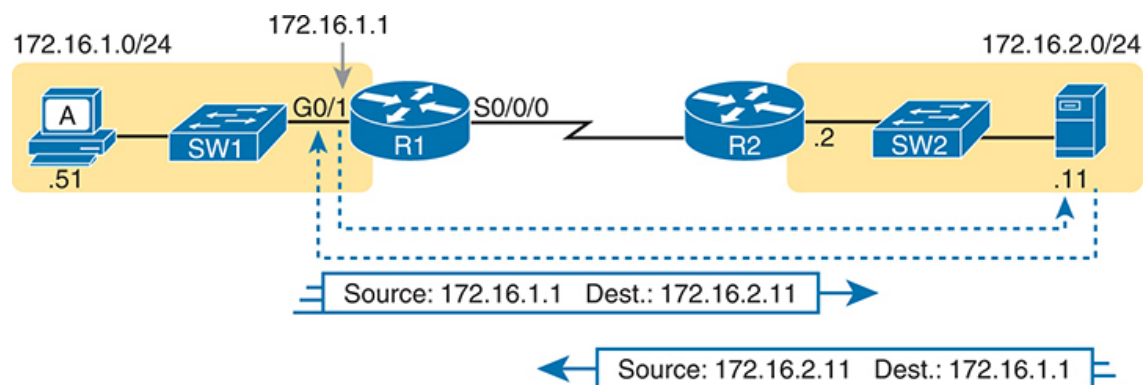 172.16.1.1
172.16.1.0/24
172.16.2.0/24
A
G0/1
S0/0/0
SW1
R1
R2
.2
SW2
.51
.11
Source: 172.16.1.1 Dest.: 172.16.2.11
Source: 172.16.2.11 Dest.: 172.16.1.1